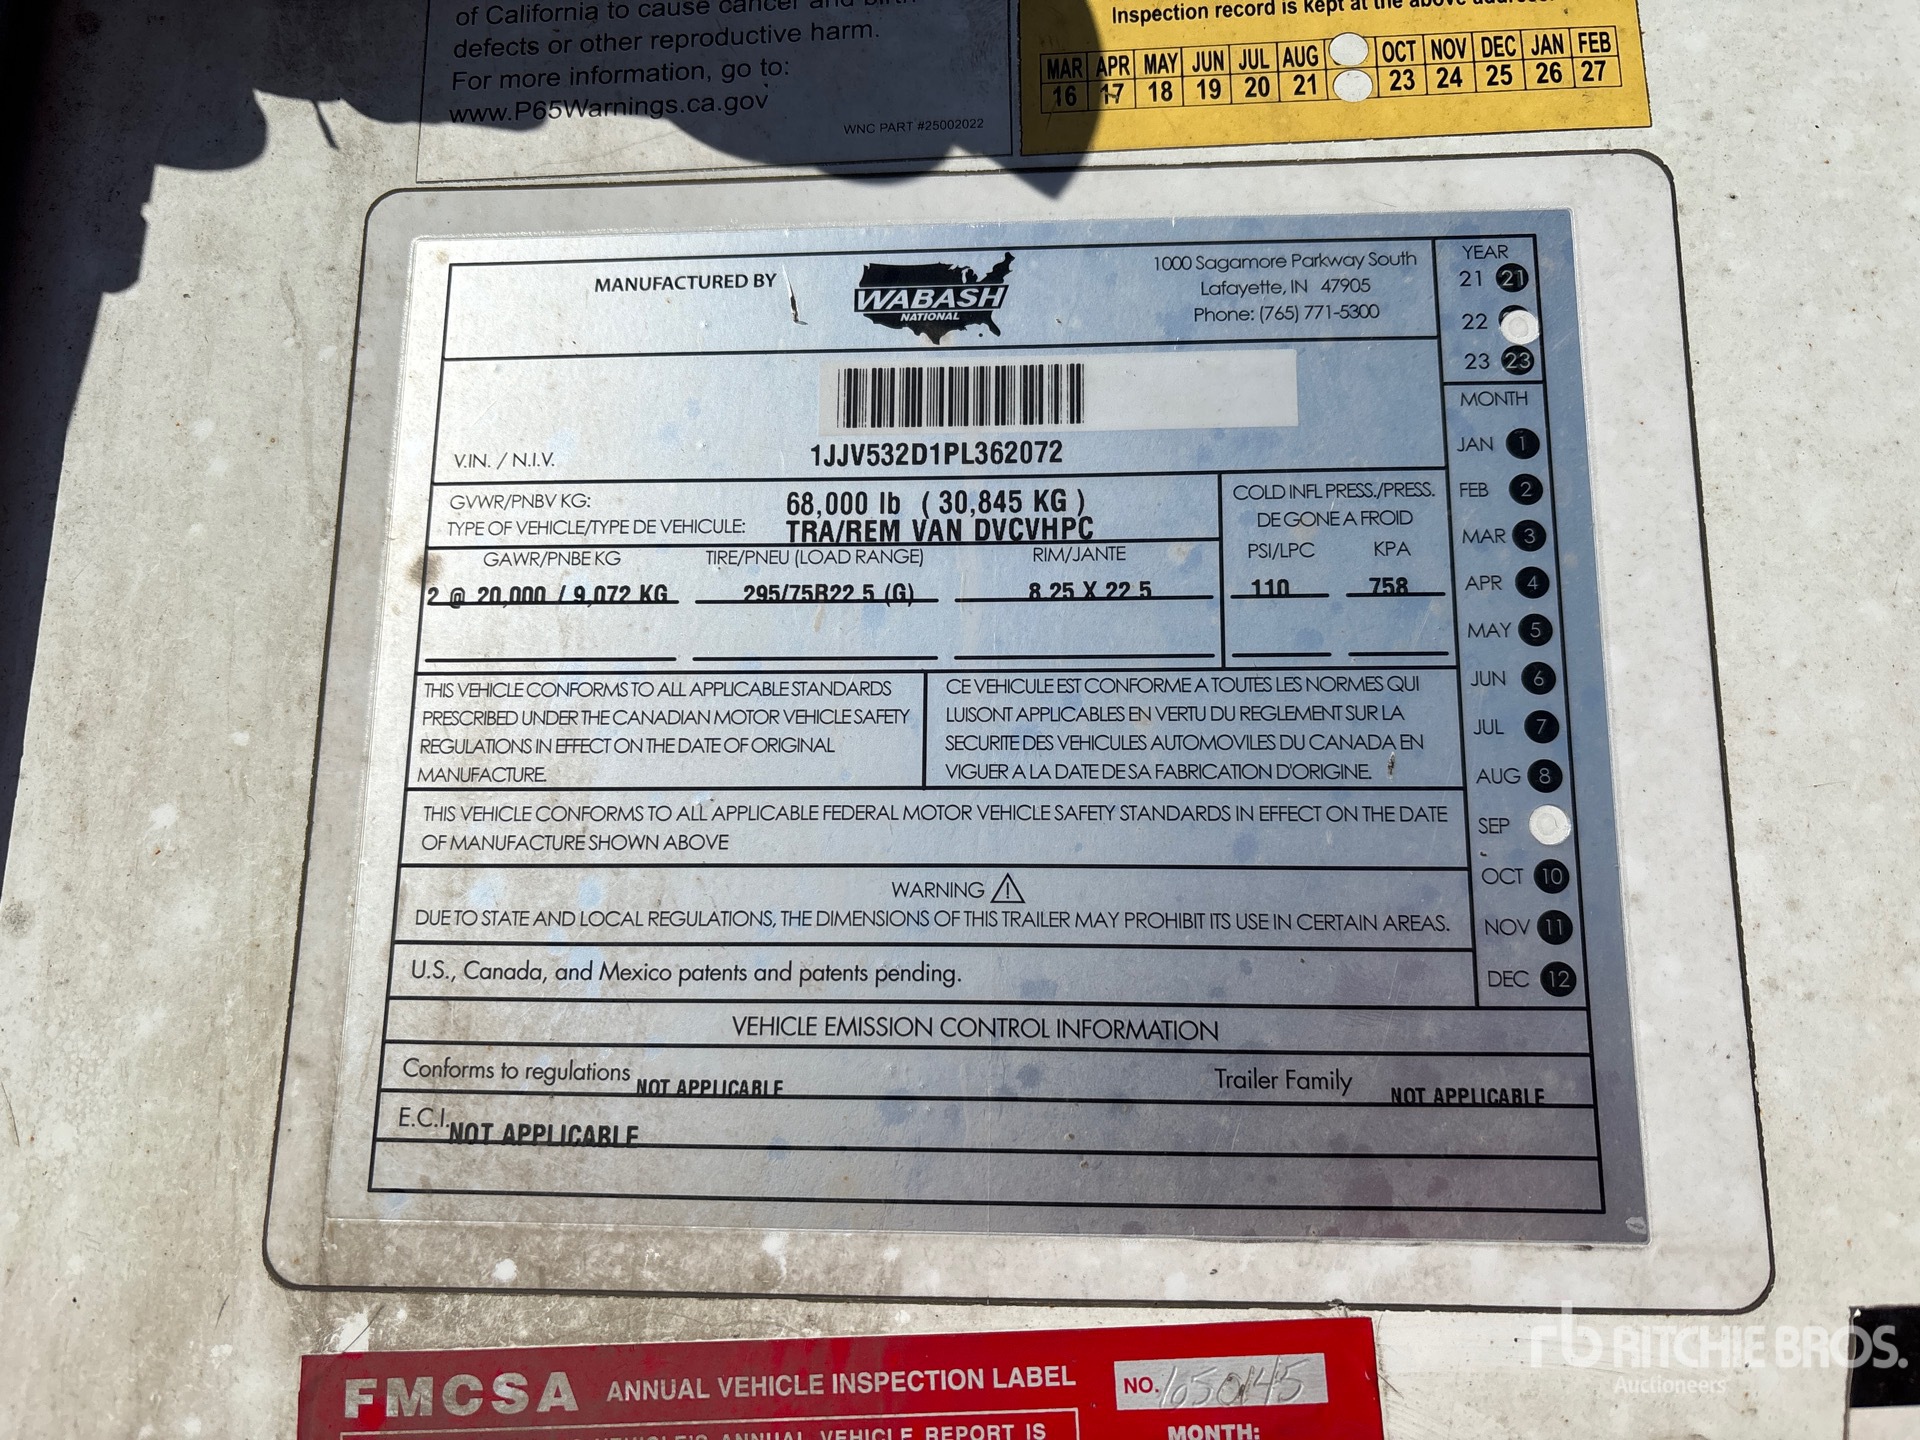 of California to cause cancer and birth
defects or other reproductive harm.
For more information, go to:
www.P65Warnings.ca.gov
WNC PART #25002022
Inspection record is kept at the above address.
MAR APR MAY JUN JUL AUG OCT NOV DEC JAN FEB
16 17 18 19 20 21 23 24 25 26 27
MANUFACTURED BY
WABASH
NATIONAL
1000 Sagamore Parkway South
Lafayette, IN 47905
Phone: (765) 771-5300
YEAR
21 21
22
23 23
V.IN. / N.I.V.
1JJV532D1PL362072
GVWR/PNBV KG: 68,000 lb ( 30,845 KG )
TYPE OF VEHICLE/TYPE DE VEHICULE: TRA/REM VAN DVCVHPC
COLD INFL PRESS./PRESS.
DE GONE A FROID
GAWR/PNBE KG TIRE/PNEU (LOAD RANGE) RIM/JANTE PSI/LPC KPA
2 @ 20,000 / 9,072 KG 295/75R22.5 (G) 8.25 X 22.5 110 758
THIS VEHICLE CONFORMS TO ALL APPLICABLE STANDARDS
PRESCRIBED UNDER THE CANADIAN MOTOR VEHICLE SAFETY
REGULATIONS IN EFFECT ON THE DATE OF ORIGINAL
MANUFACTURE.
CE VEHICULE EST CONFORME A TOUTES LES NORMES QUI
LUISONT APPLICABLES EN VERTU DU REGLEMENT SUR LA
SECURITE DES VEHICULES AUTOMOVILES DU CANADA EN
VIGUER A LA DATE DE SA FABRICATION D'ORIGINE.
THIS VEHICLE CONFORMS TO ALL APPLICABLE FEDERAL MOTOR VEHICLE SAFETY STANDARDS IN EFFECT ON THE DATE
OF MANUFACTURE SHOWN ABOVE
WARNING
DUE TO STATE AND LOCAL REGULATIONS, THE DIMENSIONS OF THIS TRAILER MAY PROHIBIT ITS USE IN CERTAIN AREAS.
U.S., Canada, and Mexico patents and patents pending.
MONTH
JAN 1
FEB 2
MAR 3
APR 4
MAY 5
JUN 6
JUL 7
AUG 8
SEP
OCT 10
NOV 11
DEC 12
VEHICLE EMISSION CONTROL INFORMATION
Conforms to regulations NOT APPLICABLE Trailer Family NOT APPLICABLE
E.C.I. NOT APPLICABLE
FMCSA ANNUAL VEHICLE INSPECTION LABEL
NO. 1650145
VEHICLE'S ANNUAL VEHICLE REPORT IS
MONTH:
rb RITCHIE BROS.
Auctioneers